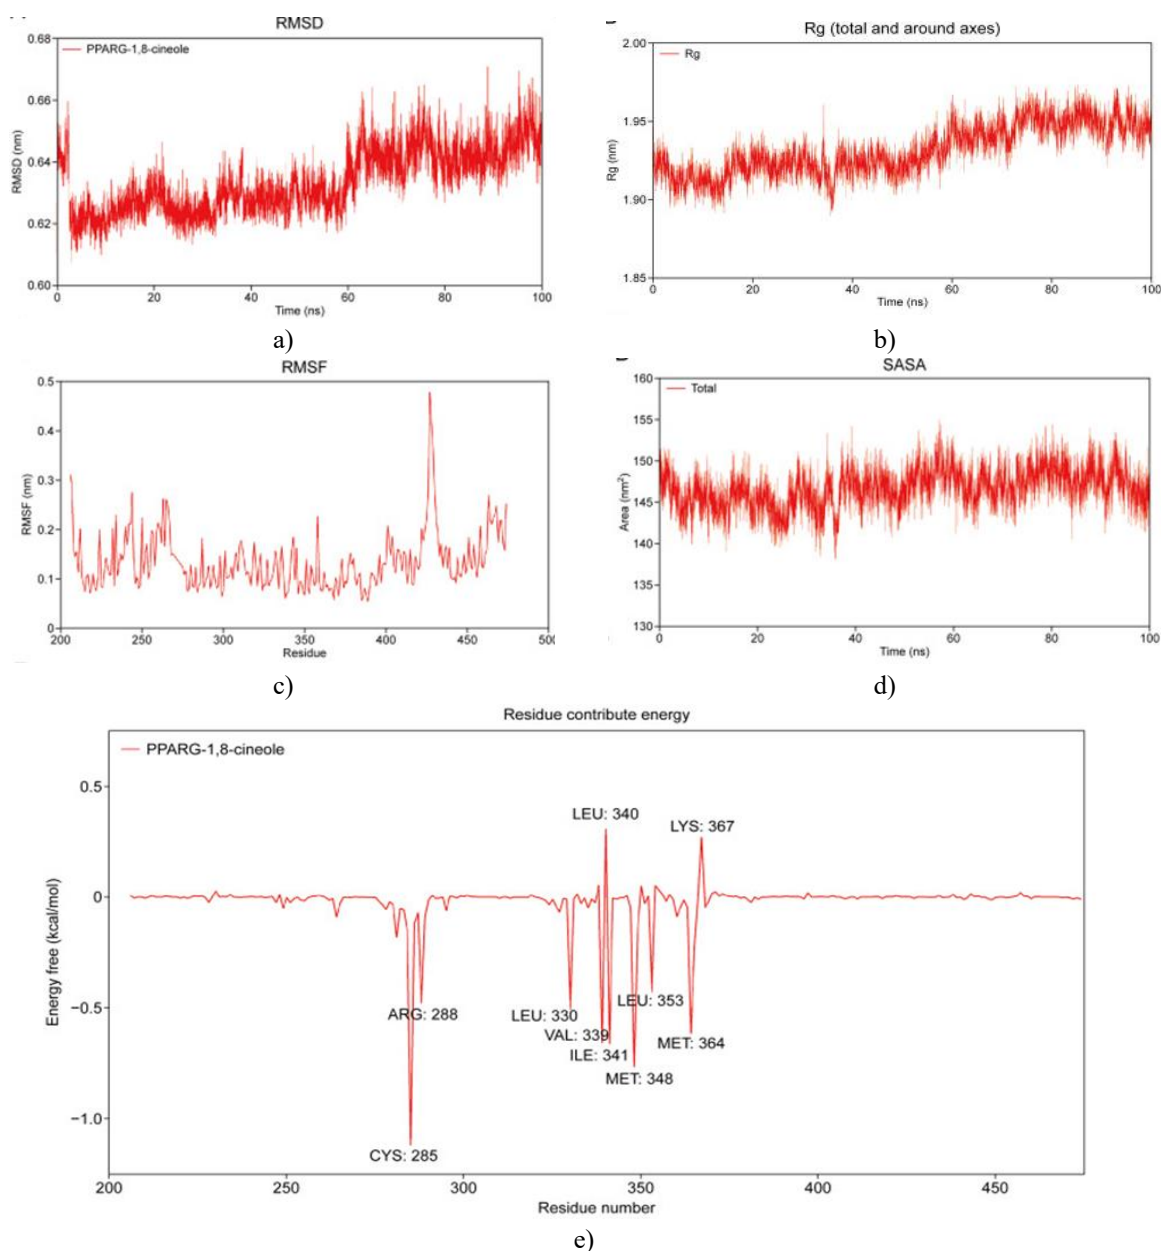 RMSD
0.68
PPARG-1,8-cineole
0.66
0.64
0.62
0.60
RMSD (nm)
0 20 40 60 80 100
Time (ns)
a)
Rg (total and around axes)
2.00
Rg
1.95
1.90
1.85
Rg (nm)
0 20 40 60 80 100
Time (ns)
b)
RMSF
0.5
0.4
0.3
0.2
0.1
0
RMSF (nm)
200 250 300 350 400 450
Residue
c)
SASA
160
Total
155
150
145
140
135
130
Area (nm²)
0 20 40 60 80 100
Time (ns)
d)
Residue contribute energy
PPARG-1,8-cineole
0.5
LEU: 340
LYS: 367
0
Energy free (kcal/mol)
−0.5
LEU: 353
ARG: 288
LEU: 330
VAL: 339
MET: 364
ILE: 341
MET: 348
−1.0
CYS: 285
200 250 300 350 400 450
Residue number
e)